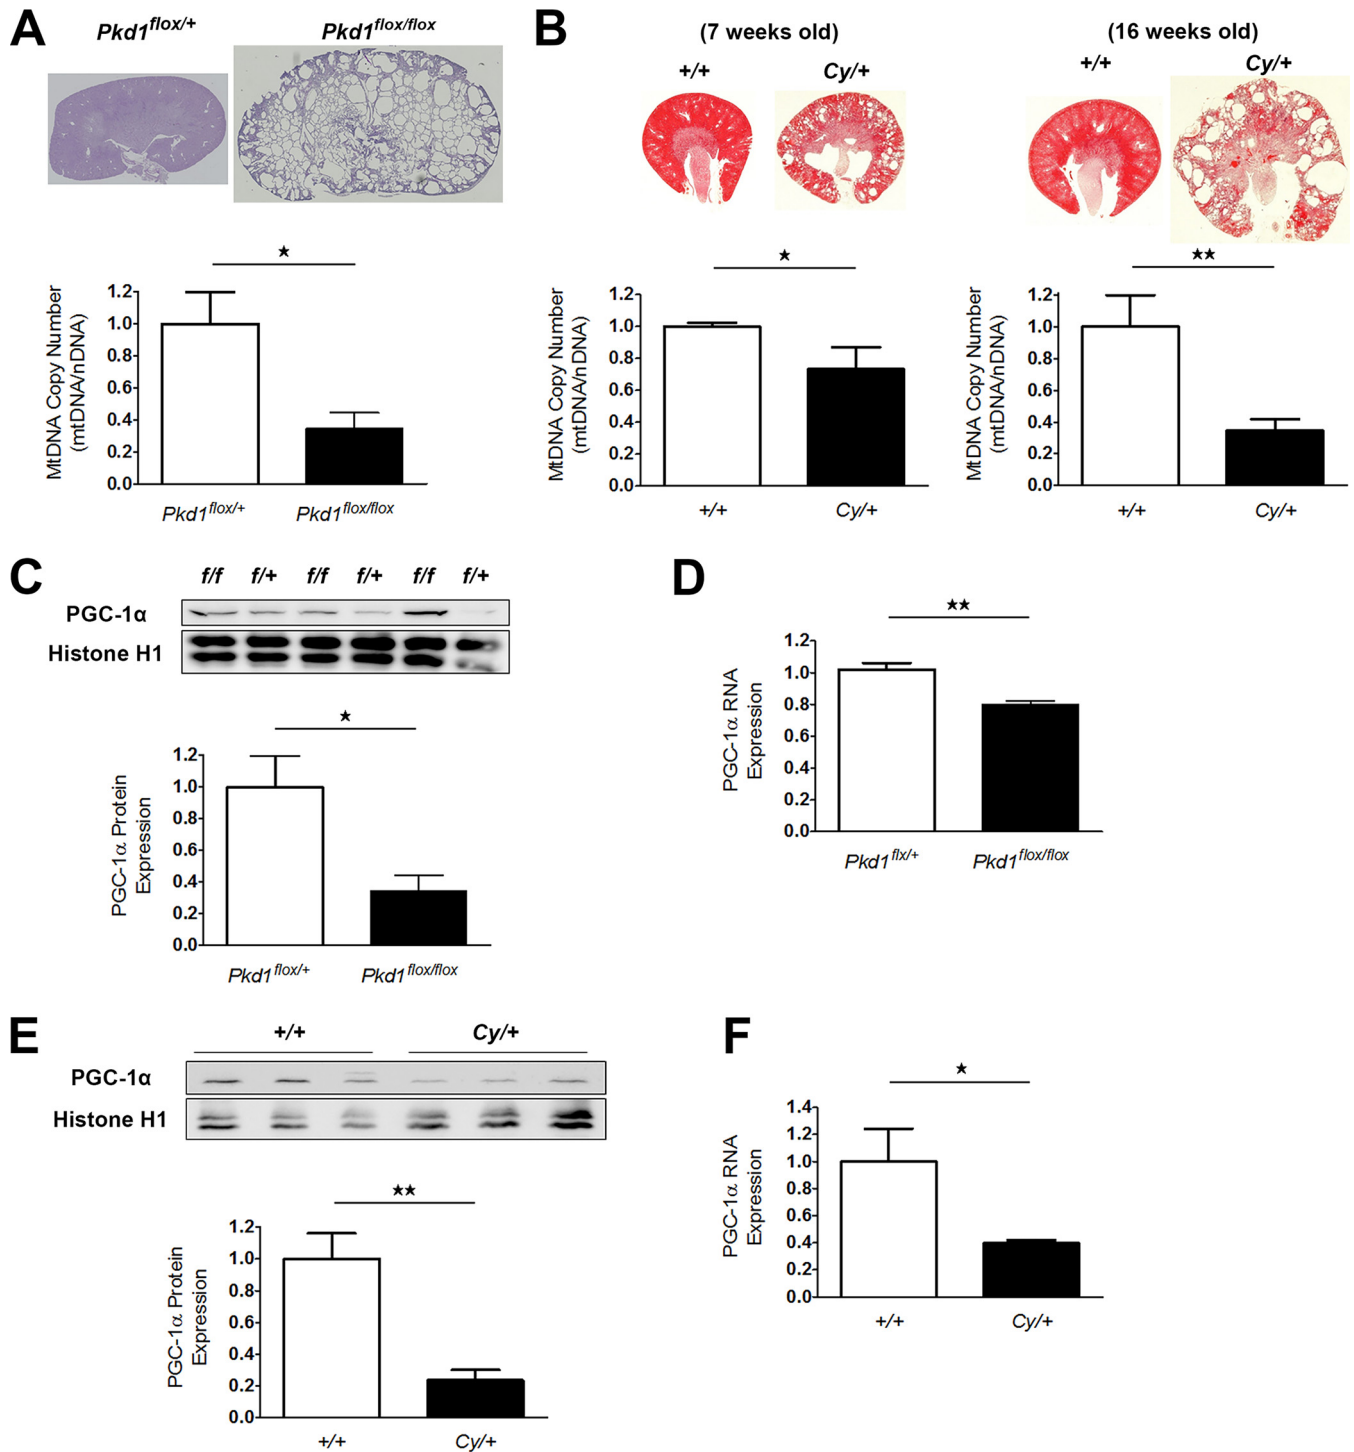 A
Pkd1flox/+
Pkd1flox/flox
★
MtDNA Copy Number
(mtDNA/nDNA)
1.2
1.0
0.8
0.6
0.4
0.2
0.0
Pkd1flox/+
Pkd1flox/flox
B
(7 weeks old)
(16 weeks old)
+/+
Cy/+
+/+
Cy/+
★
MtDNA Copy Number
(mtDNA/nDNA)
1.2
1.0
0.8
0.6
0.4
0.2
0.0
+/+
Cy/+
★★
MtDNA Copy Number
(mtDNA/nDNA)
1.2
1.0
0.8
0.6
0.4
0.2
0.0
+/+
Cy/+
C
f/f f/+ f/f f/+ f/f f/+
PGC-1α
Histone H1
★
PGC-1α Protein
Expression
1.2
1.0
0.8
0.6
0.4
0.2
0.0
Pkd1flox/+
Pkd1flox/flox
D
★★
PGC-1α RNA
Expression
1.2
1.0
0.8
0.6
0.4
0.2
0.0
Pkd1flx/+
Pkd1flox/flox
E
+/+
Cy/+
PGC-1α
Histone H1
★★
PGC-1α Protein
Expression
1.2
1.0
0.8
0.6
0.4
0.2
0.0
+/+
Cy/+
F
★
PGC-1α RNA
Expression
1.4
1.2
1.0
0.8
0.6
0.4
0.2
0.0
+/+
Cy/+